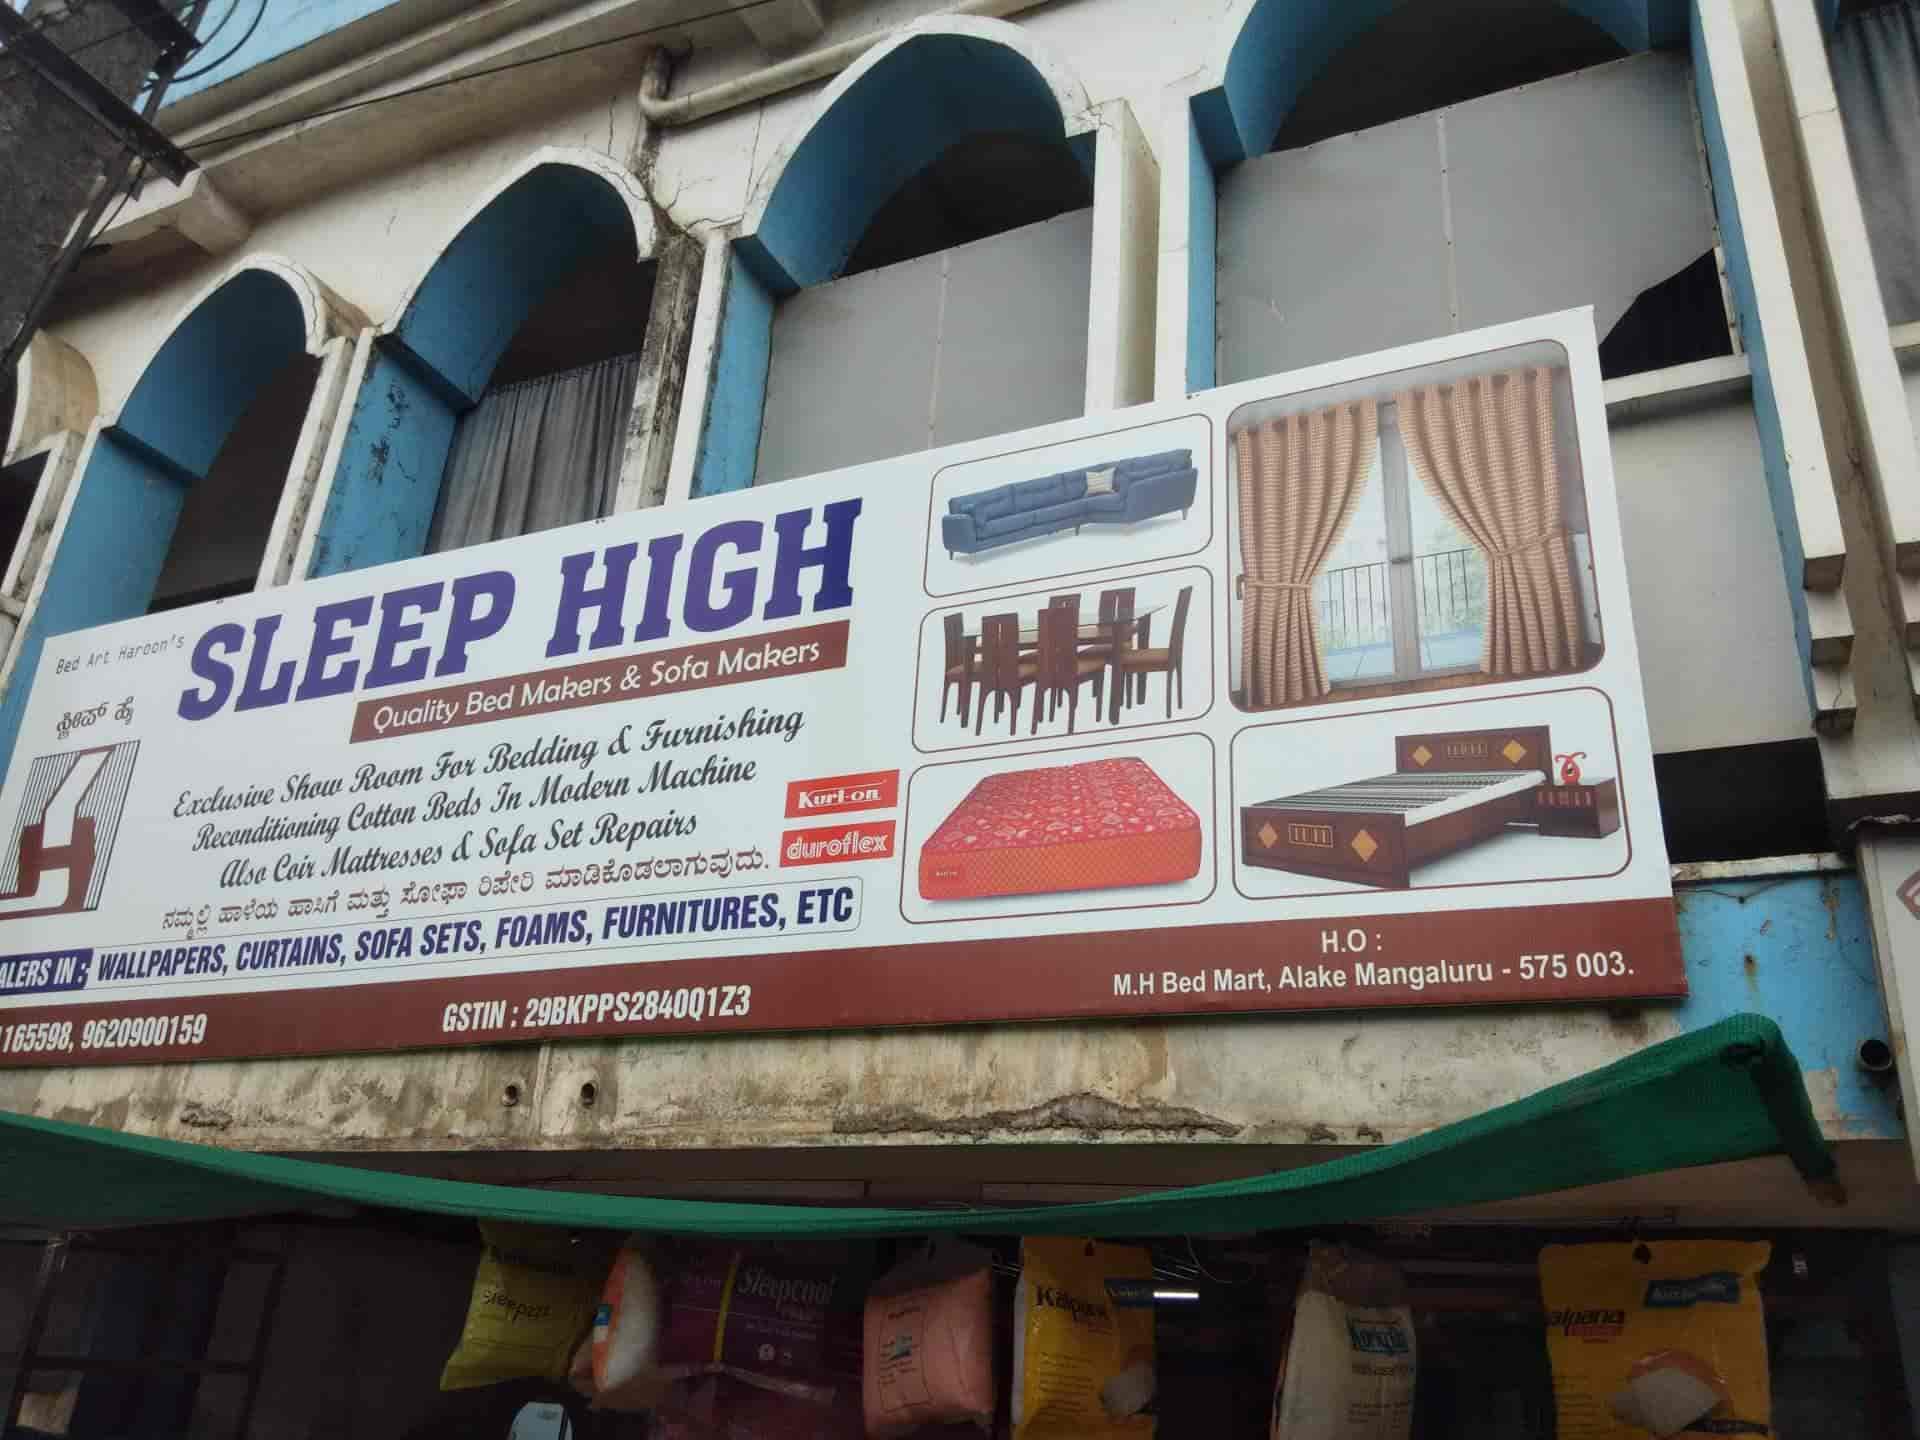 Bed Art Haroon's
SLEEP HIGH
ಸ್ಲೀಪ್ ಹೈ
Quality Bed Makers & Sofa Makers
Exclusive Show Room For Bedding & Furnishing
Reconditioning Cotton Beds In Modern Machine
Also Coir Mattresses & Sofa Set Repairs
ನಮ್ಮಲ್ಲಿ ಹಾಳೆಯ ಹಾಸಿಗೆ ಮತ್ತು ಸೋಫಾ ರಿಪೇರಿ ಮಾಡಿಕೊಡಲಾಗುವುದು.
Kurl-on
duroflex
ALERS IN : WALLPAPERS, CURTAINS, SOFA SETS, FOAMS, FURNITURES, ETC
H.O :
M.H Bed Mart, Alake Mangaluru - 575 003.
1165598, 9620900159
GSTIN : 29BKPPS2840Q1Z3
Sleepzzz
Sleepcool
Kalpana
alpana